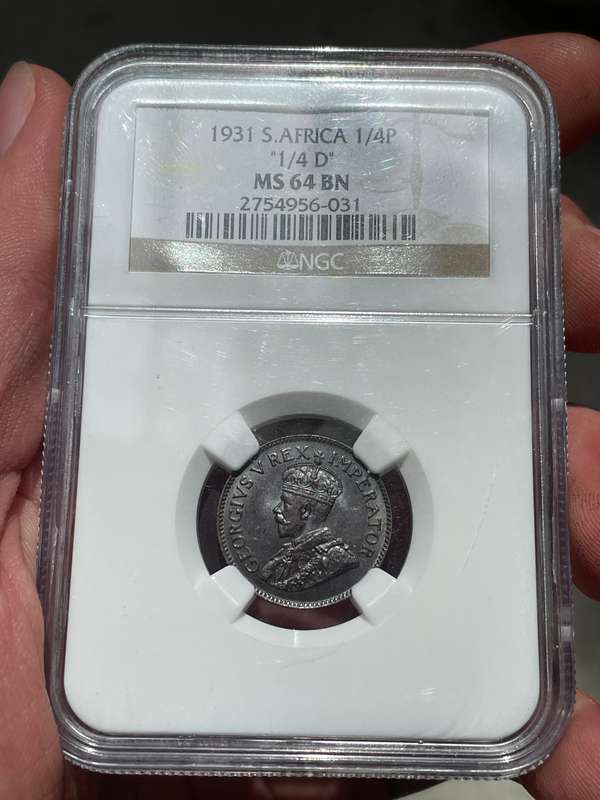 1931 S.AFRICA 1/4P
"1/4 D"
MS 64 BN
2754956-031
NGC
GEORGIVS V REX IMPERATOR